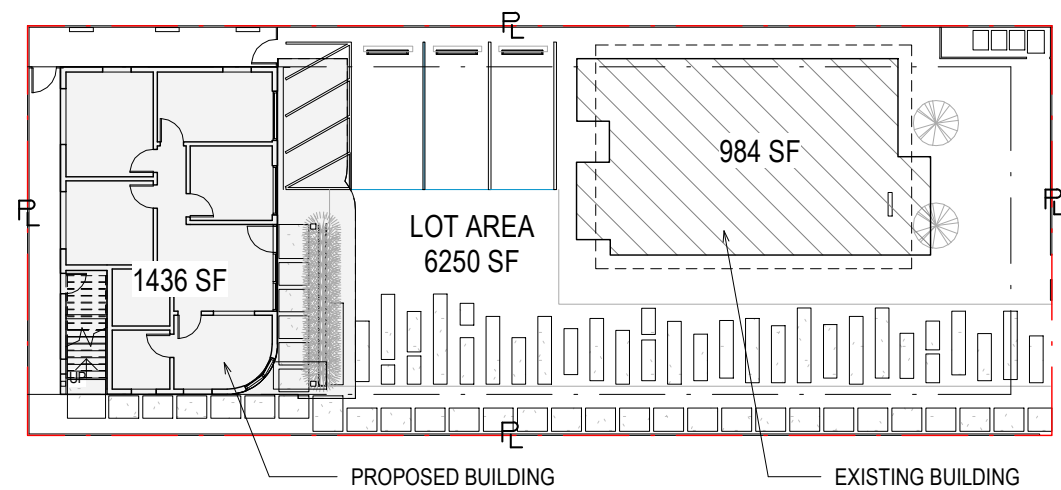 PL
984 SF
PL
PL
LOT AREA
6250 SF
1436 SF
UP
PL
PROPOSED BUILDING
EXISTING BUILDING